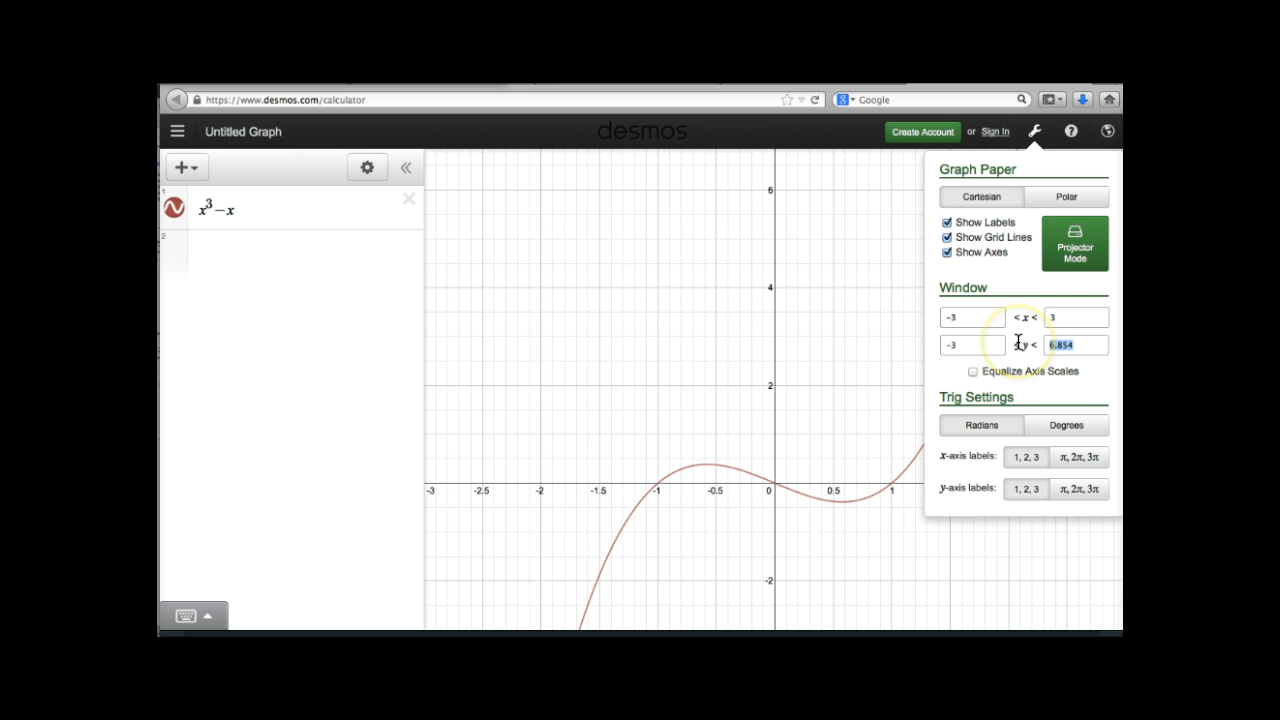 https://www.desmos.com/calculator
Google
Untitled Graph
desmos
Create Account or Sign In
1
x³−x
2
6
4
2
-3 -2.5 -2 -1.5 -1 -0.5 0 0.5 1
-2
Graph Paper
Cartesian Polar
Show Labels
Show Grid Lines
Show Axes
Projector
Mode
Window
-3 < x < 3
-3 < y < 6.854
Equalize Axis Scales
Trig Settings
Radians Degrees
x-axis labels: 1, 2, 3 π, 2π, 3π
y-axis labels: 1, 2, 3 π, 2π, 3π